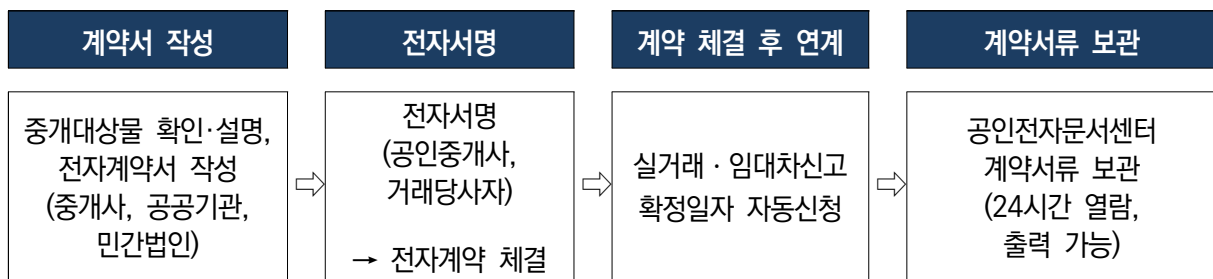 계약서 작성
중개대상물 확인·설명,
전자계약서 작성
(중개사, 공공기관,
민간법인)
⇨
전자서명
전자서명
(공인중개사,
거래당사자)
→ 전자계약 체결
⇨
계약 체결 후 연계
실거래 · 임대차신고
확정일자 자동신청
⇨
계약서류 보관
공인전자문서센터
계약서류 보관
(24시간 열람,
출력 가능)